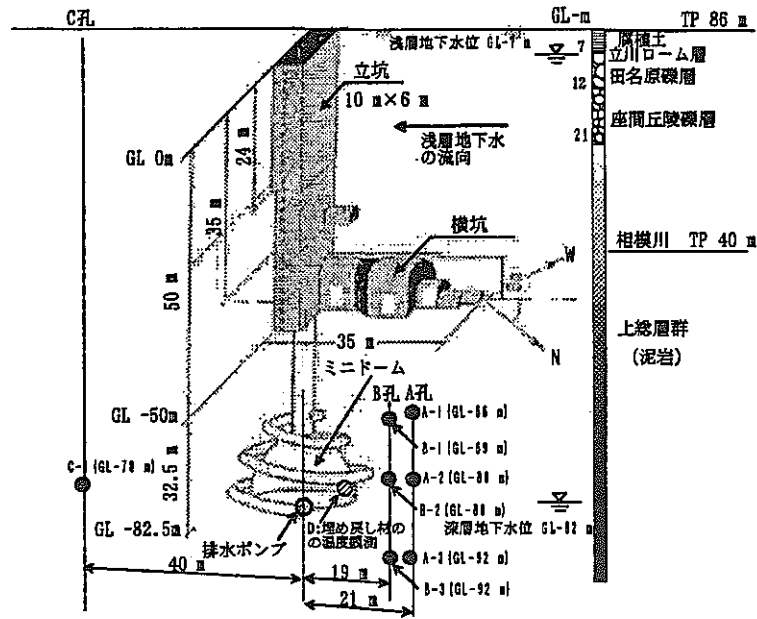 C孔
GL-m
TP 86 m
浅層地下水位 GL-7 m
7
腐植土
立川ローム層
12
田名原礫層
立坑
10 m×6 m
浅層地下水
の流向
座間丘陵礫層
21
GL 0m
24 m
35 m
横坑
相模川 TP 40 m
W
50 m
上総層群
(泥岩)
N
35 m
ミニドーム
B孔
A孔
GL -50m
B-1 (GL-69 m)
C-1 (GL-78 m)
32.5 m
A-2 (GL-80 m)
B-2 (GL-80 m)
GL -82.5m
D:埋め戻し材の
の温度観測
深層地下水位 GL-82 m
排水ポンプ
A-3 (GL-92 m)
40 m
19 m
B-3 (GL-92 m)
21 m